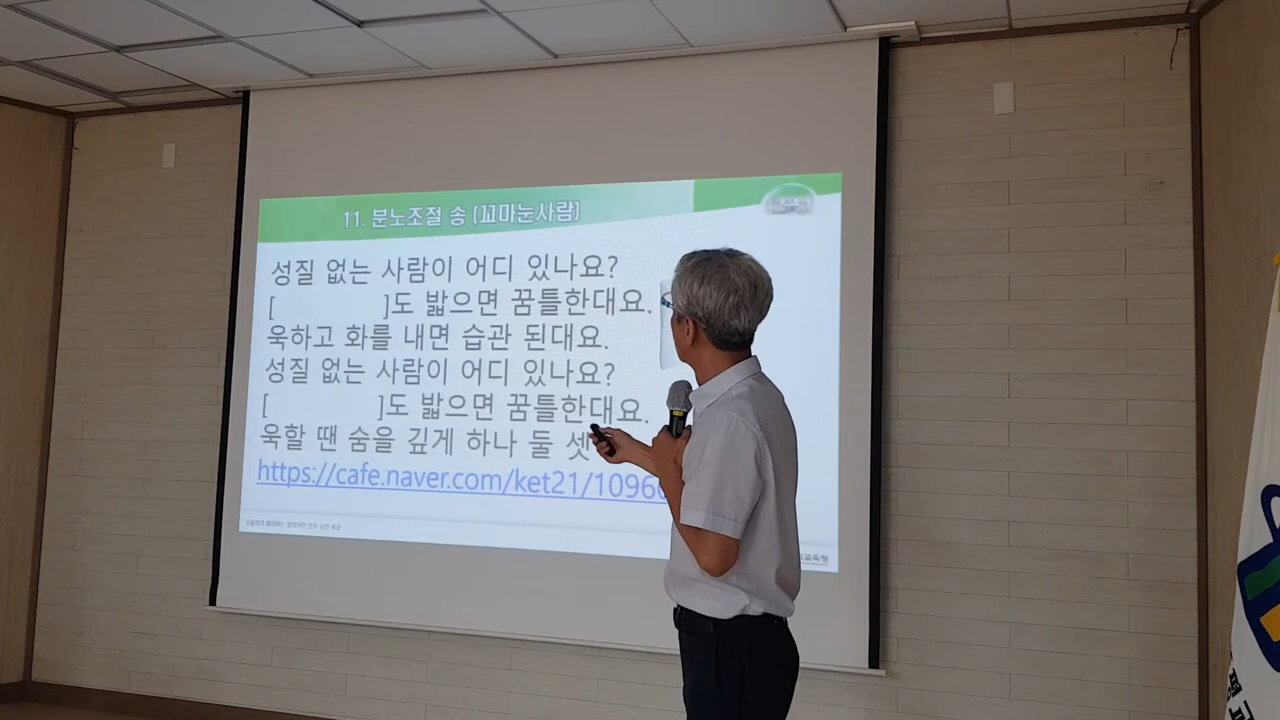 11. 분노조절 송 (꼬마눈사람)
성질 없는 사람이 어디 있나요?
[ ]도 밟으면 꿈틀한대요.
욱하고 화를 내면 습관 된대요.
성질 없는 사람이 어디 있나요?
[ ]도 밟으면 꿈틀한대요.
욱할 땐 숨을 깊게 하나 둘 셋
https://cafe.naver.com/ket21/1096